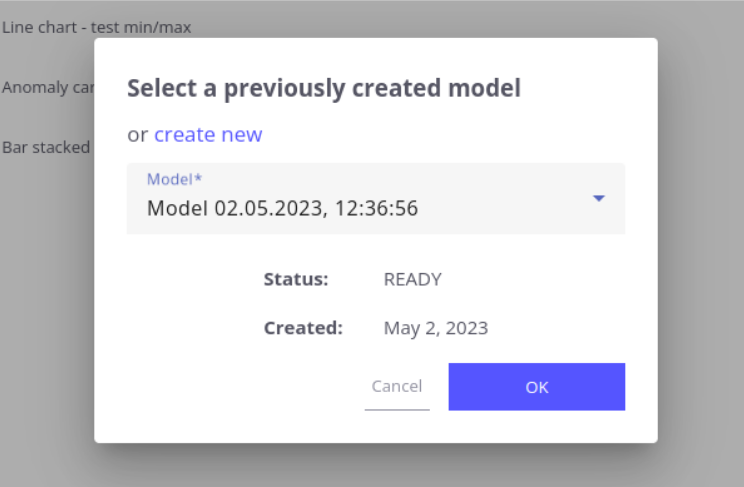 Line chart - test min/max
Anomaly
Bar stacked
Select a previously created model
or create new
Model*
Model 02.05.2023, 12:36:56
Status: READY
Created: May 2, 2023
Cancel OK